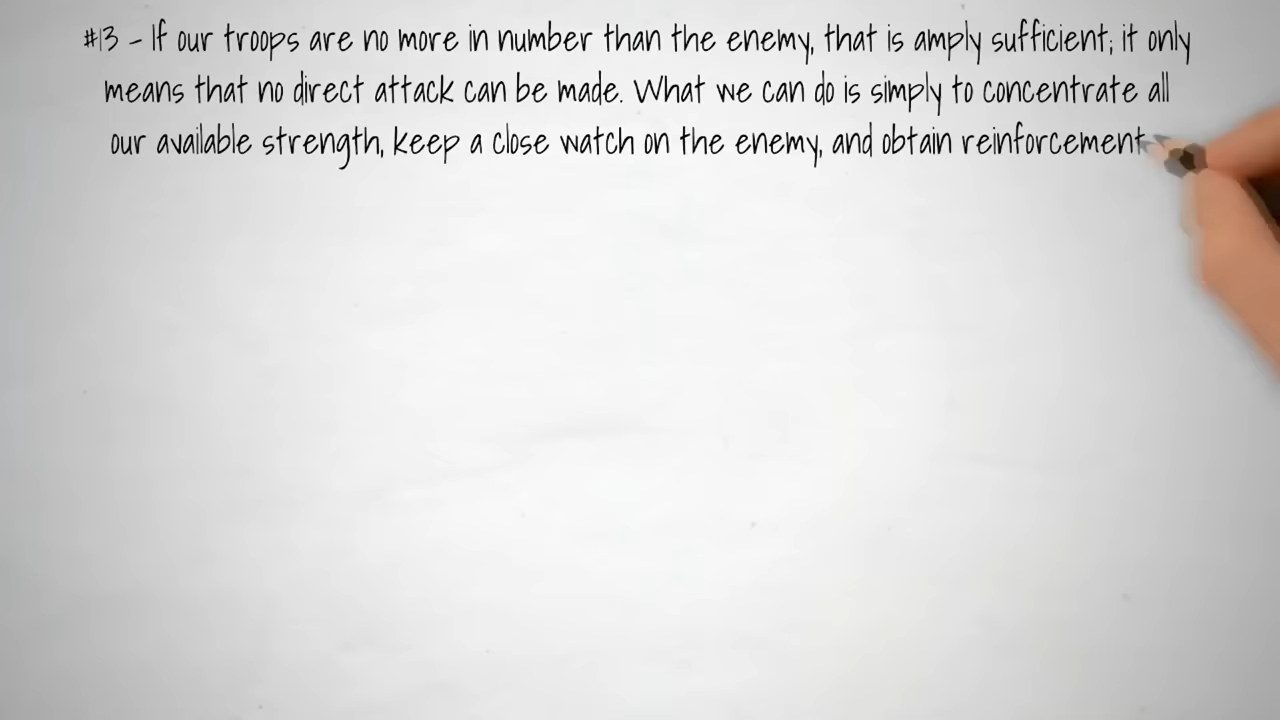 #13 - If our troops are no more in number than the enemy, that is amply sufficient; it only
means that no direct attack can be made. What we can do is simply to concentrate all
our available strength, keep a close watch on the enemy, and obtain reinforcement